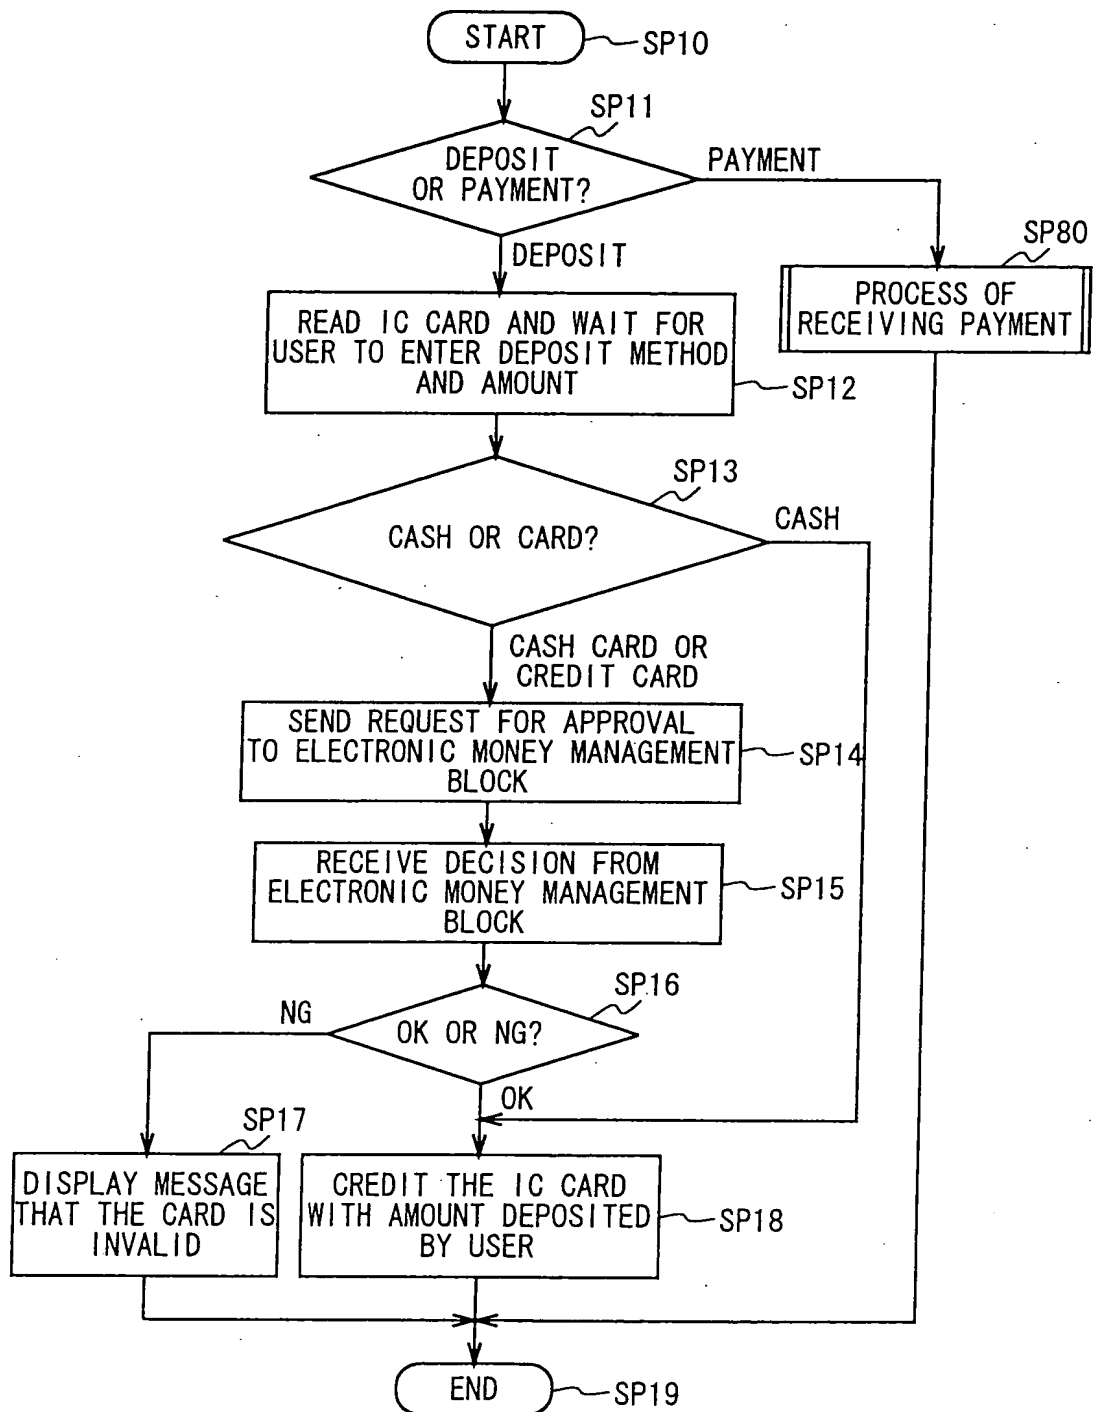 START
SP10
SP11
DEPOSIT
OR PAYMENT?
PAYMENT
DEPOSIT
SP80
PROCESS OF
RECEIVING PAYMENT
READ IC CARD AND WAIT FOR
USER TO ENTER DEPOSIT METHOD
AND AMOUNT
SP12
SP13
CASH OR CARD?
CASH
CASH CARD OR
CREDIT CARD
SEND REQUEST FOR APPROVAL
TO ELECTRONIC MONEY MANAGEMENT
BLOCK
SP14
RECEIVE DECISION FROM
ELECTRONIC MONEY MANAGEMENT
BLOCK
SP15
SP16
NG
OK OR NG?
OK
SP17
DISPLAY MESSAGE
THAT THE CARD IS
INVALID
CREDIT THE IC CARD
WITH AMOUNT DEPOSITED
BY USER
SP18
END
SP19